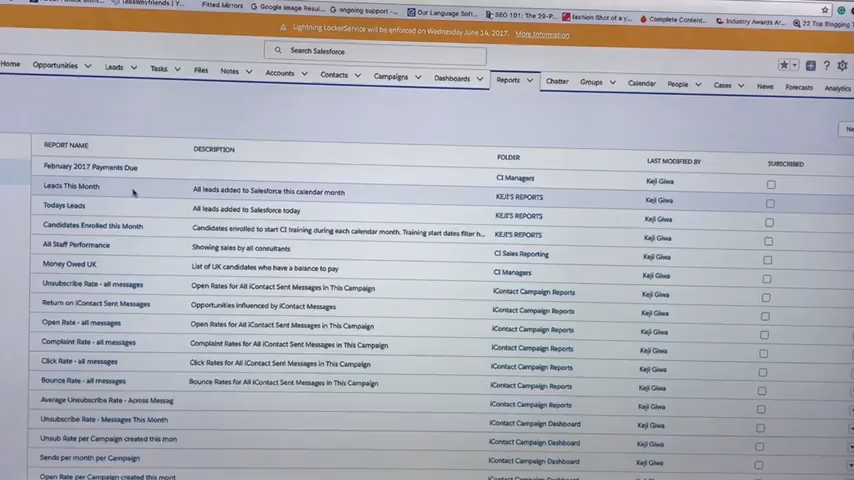 Fitted Mirrors
Google Image Resul...
ongoing support -...
Our Language Soft...
SEO 101: The 29-P...
fashion Shot of a y...
Complete Content...
Industry Awards Ar...
22 Top Blogging T
Lightning LockerService will be enforced on Wednesday June 14, 2017. More Information
Search Salesforce
Home Opportunities Leads Tasks Files Notes Accounts Contacts Campaigns Dashboards Reports Chatter Groups Calendar People Cases News Forecasts Analytics
Ne
REPORT NAME DESCRIPTION FOLDER LAST MODIFIED BY SUBSCRIBED
February 2017 Payments Due CI Managers Keji Giwa
Leads This Month All leads added to Salesforce this calendar month KEJI'S REPORTS Keji Giwa
Todays Leads All leads added to Salesforce today KEJI'S REPORTS Keji Giwa
Candidates Enrolled this Month Candidates enrolled to start CI training during each calendar month. Training start dates filter h... KEJI'S REPORTS Keji Giwa
All Staff Performance Showing sales by all consultants CI Sales Reporting Keji Giwa
Money Owed UK List of UK candidates who have a balance to pay CI Managers Keji Giwa
Unsubscribe Rate - all messages Open Rates for All iContact Sent Messages in This Campaign iContact Campaign Reports Keji Giwa
Return on iContact Sent Messages Opportunities influenced by iContact Messages iContact Campaign Reports Keji Giwa
Open Rate - all messages Open Rates for All iContact Sent Messages in This Campaign iContact Campaign Reports Keji Giwa
Complaint Rate - all messages Complaint Rates for All iContact Sent Messages in This Campaign iContact Campaign Reports Keji Giwa
Click Rate - all messages Click Rates for All iContact Sent Messages in This Campaign iContact Campaign Reports Keji Giwa
Bounce Rate - all messages Bounce Rates for All iContact Sent Messages in This Campaign iContact Campaign Reports Keji Giwa
Average Unsubscribe Rate - Across Messag iContact Campaign Reports Keji Giwa
Unsubscribe Rate - Messages This Month iContact Campaign Dashboard Keji Giwa
Unsub Rate per Campaign created this mon iContact Campaign Dashboard Keji Giwa
Sends per month per Campaign iContact Campaign Dashboard Keji Giwa
Open Rate per Campaign created this mont